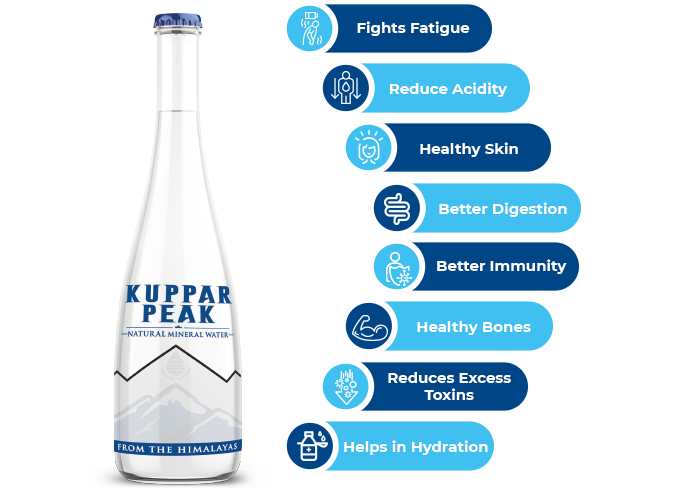 KUPPAR
PEAK
NATURAL MINERAL WATER
FROM THE HIMALAYAS
Fights Fatigue
Reduce Acidity
Healthy Skin
Better Digestion
Better Immunity
Healthy Bones
Reduces Excess
Toxins
Helps in Hydration